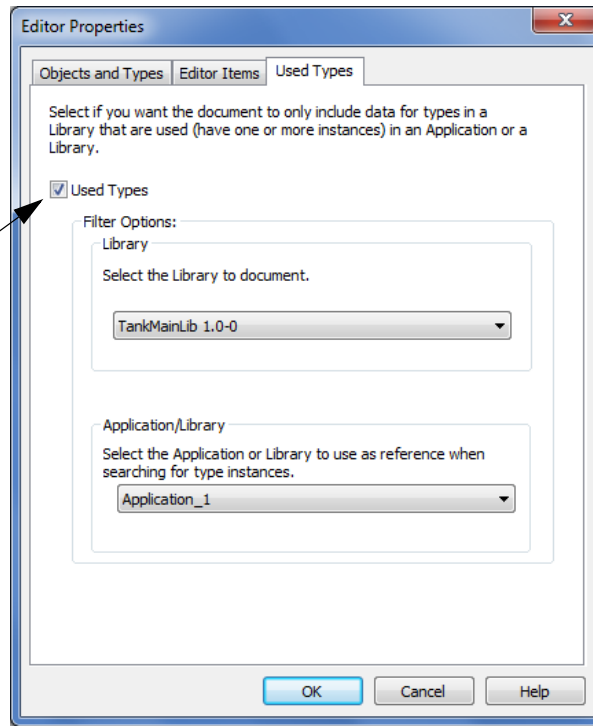 Editor Properties
Objects and Types Editor Items Used Types
Select if you want the document to only include data for types in a
Library that are used (have one or more instances) in an Application or a
Library.
Used Types
Filter Options:
Library
Select the Library to document.
TankMainLib 1.0-0
Application/Library
Select the Application or Library to use as reference when
searching for type instances.
Application_1
OK Cancel Help